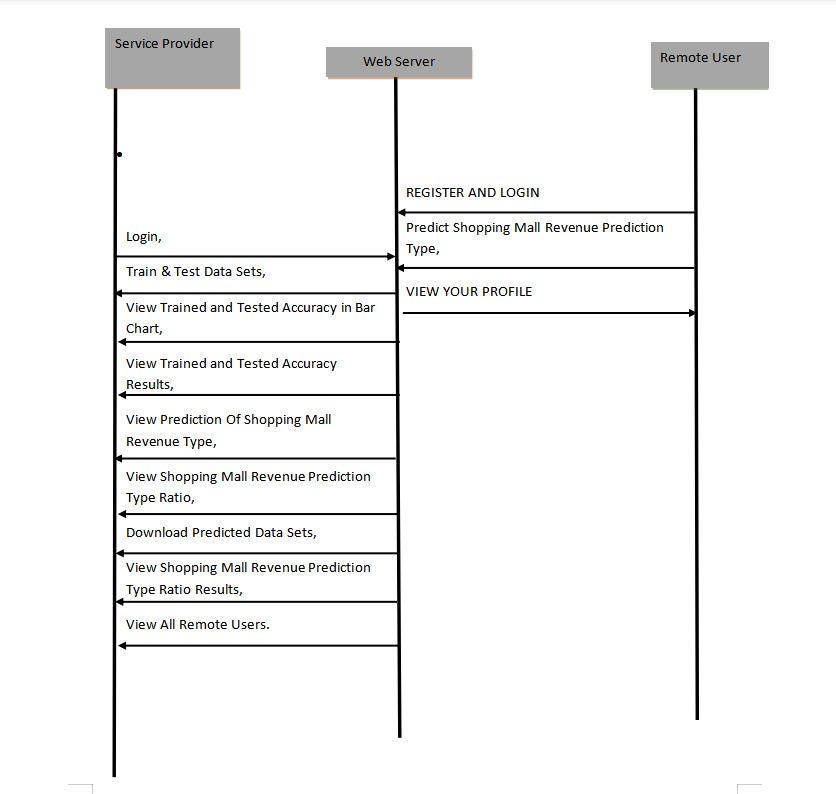 Service Provider
Web Server
Remote User
REGISTER AND LOGIN
Predict Shopping Mall Revenue Prediction
Type,
VIEW YOUR PROFILE
Login,
Train & Test Data Sets,
View Trained and Tested Accuracy in Bar
Chart,
View Trained and Tested Accuracy
Results,
View Prediction Of Shopping Mall
Revenue Type,
View Shopping Mall Revenue Prediction
Type Ratio,
Download Predicted Data Sets,
View Shopping Mall Revenue Prediction
Type Ratio Results,
View All Remote Users.